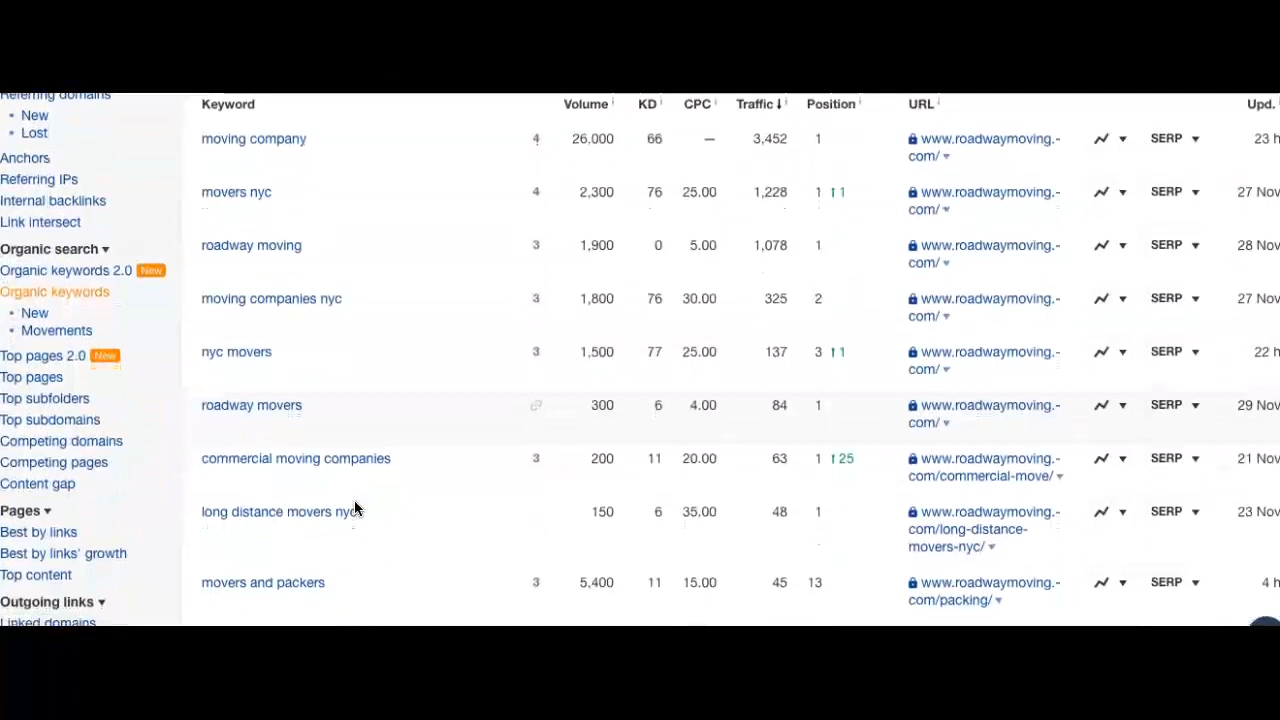 Referring domains
New
Lost
Anchors
Referring IPs
Internal backlinks
Link intersect
Organic search
Organic keywords 2.0 New
Organic keywords
New
Movements
Top pages 2.0 New
Top pages
Top subfolders
Top subdomains
Competing domains
Competing pages
Content gap
Pages
Best by links
Best by links' growth
Top content
Outgoing links
Linked domains
Keyword Volume KD CPC Traffic Position URL Upd.
moving company 4 26,000 66 — 3,452 1 www.roadwaymoving.- SERP 23 h
com/
movers nyc 4 2,300 76 25.00 1,228 1 ↑1 www.roadwaymoving.- SERP 27 Nov
com/
roadway moving 3 1,900 0 5.00 1,078 1 www.roadwaymoving.- SERP 28 Nov
com/
moving companies nyc 3 1,800 76 30.00 325 2 www.roadwaymoving.- SERP 27 Nov
com/
nyc movers 3 1,500 77 25.00 137 3 ↑1 www.roadwaymoving.- SERP 22 h
com/
roadway movers 300 6 4.00 84 1 www.roadwaymoving.- SERP 29 Nov
com/
commercial moving companies 3 200 11 20.00 63 1 ↑25 www.roadwaymoving.- SERP 21 Nov
com/commercial-move/
long distance movers nyc 150 6 35.00 48 1 www.roadwaymoving.- SERP 23 Nov
com/long-distance-
movers-nyc/
movers and packers 3 5,400 11 15.00 45 13 www.roadwaymoving.- SERP 4 h
com/packing/